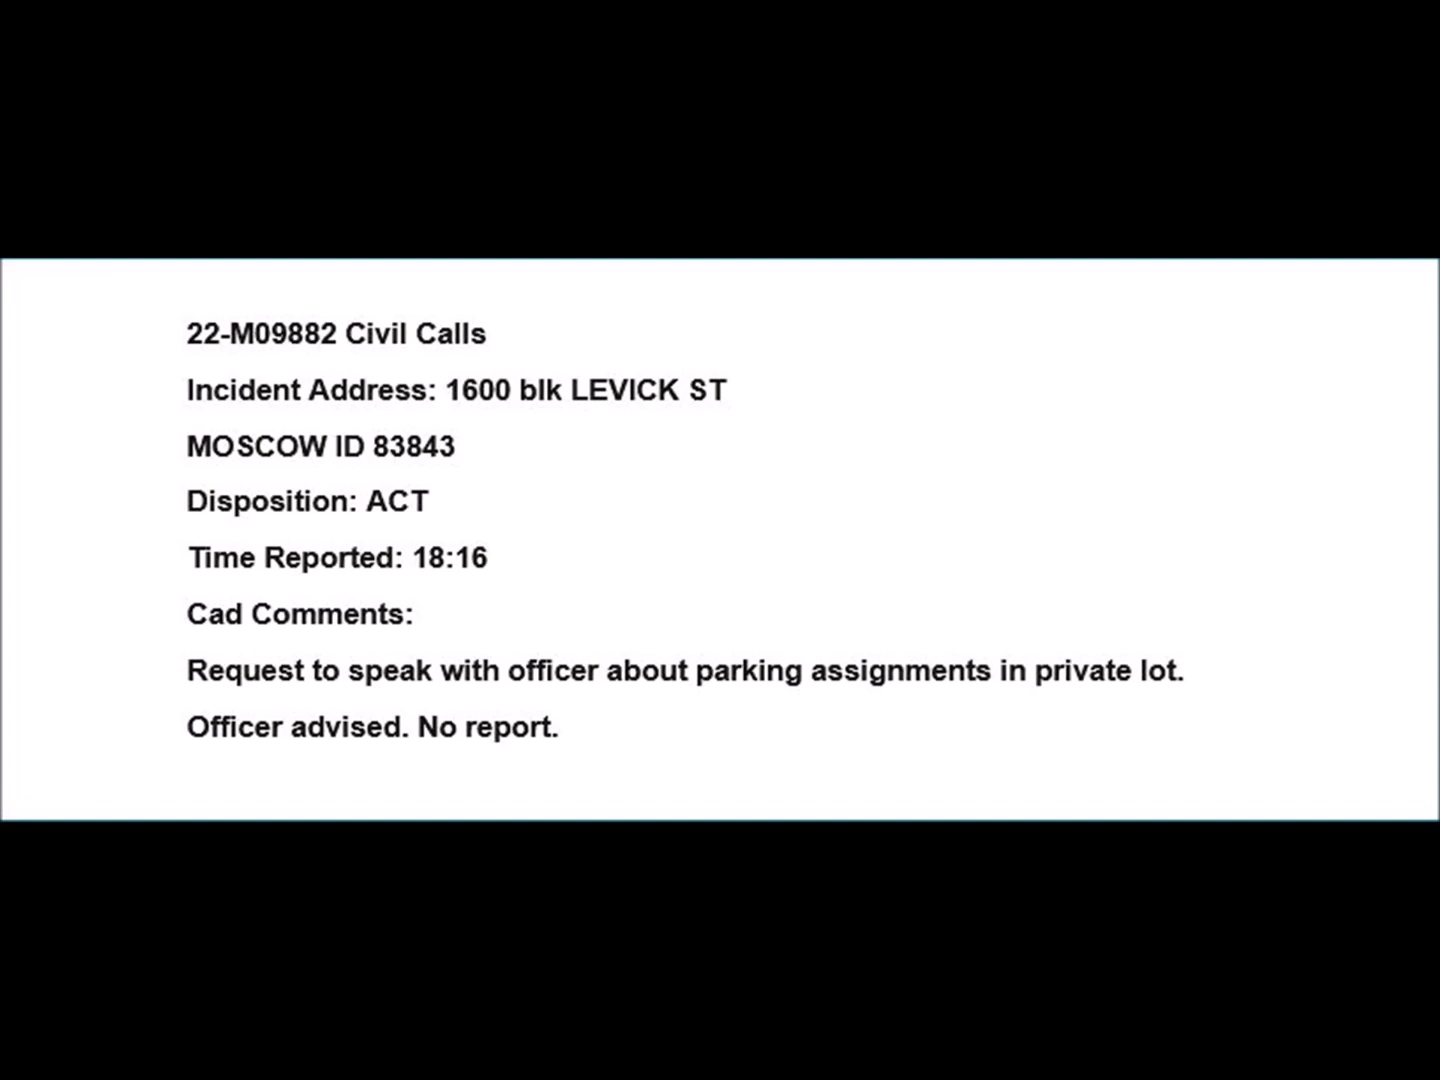 22-M09882 Civil Calls
Incident Address: 1600 blk LEVICK ST
MOSCOW ID 83843
Disposition: ACT
Time Reported: 18:16
Cad Comments:
Request to speak with officer about parking assignments in private lot.
Officer advised. No report.